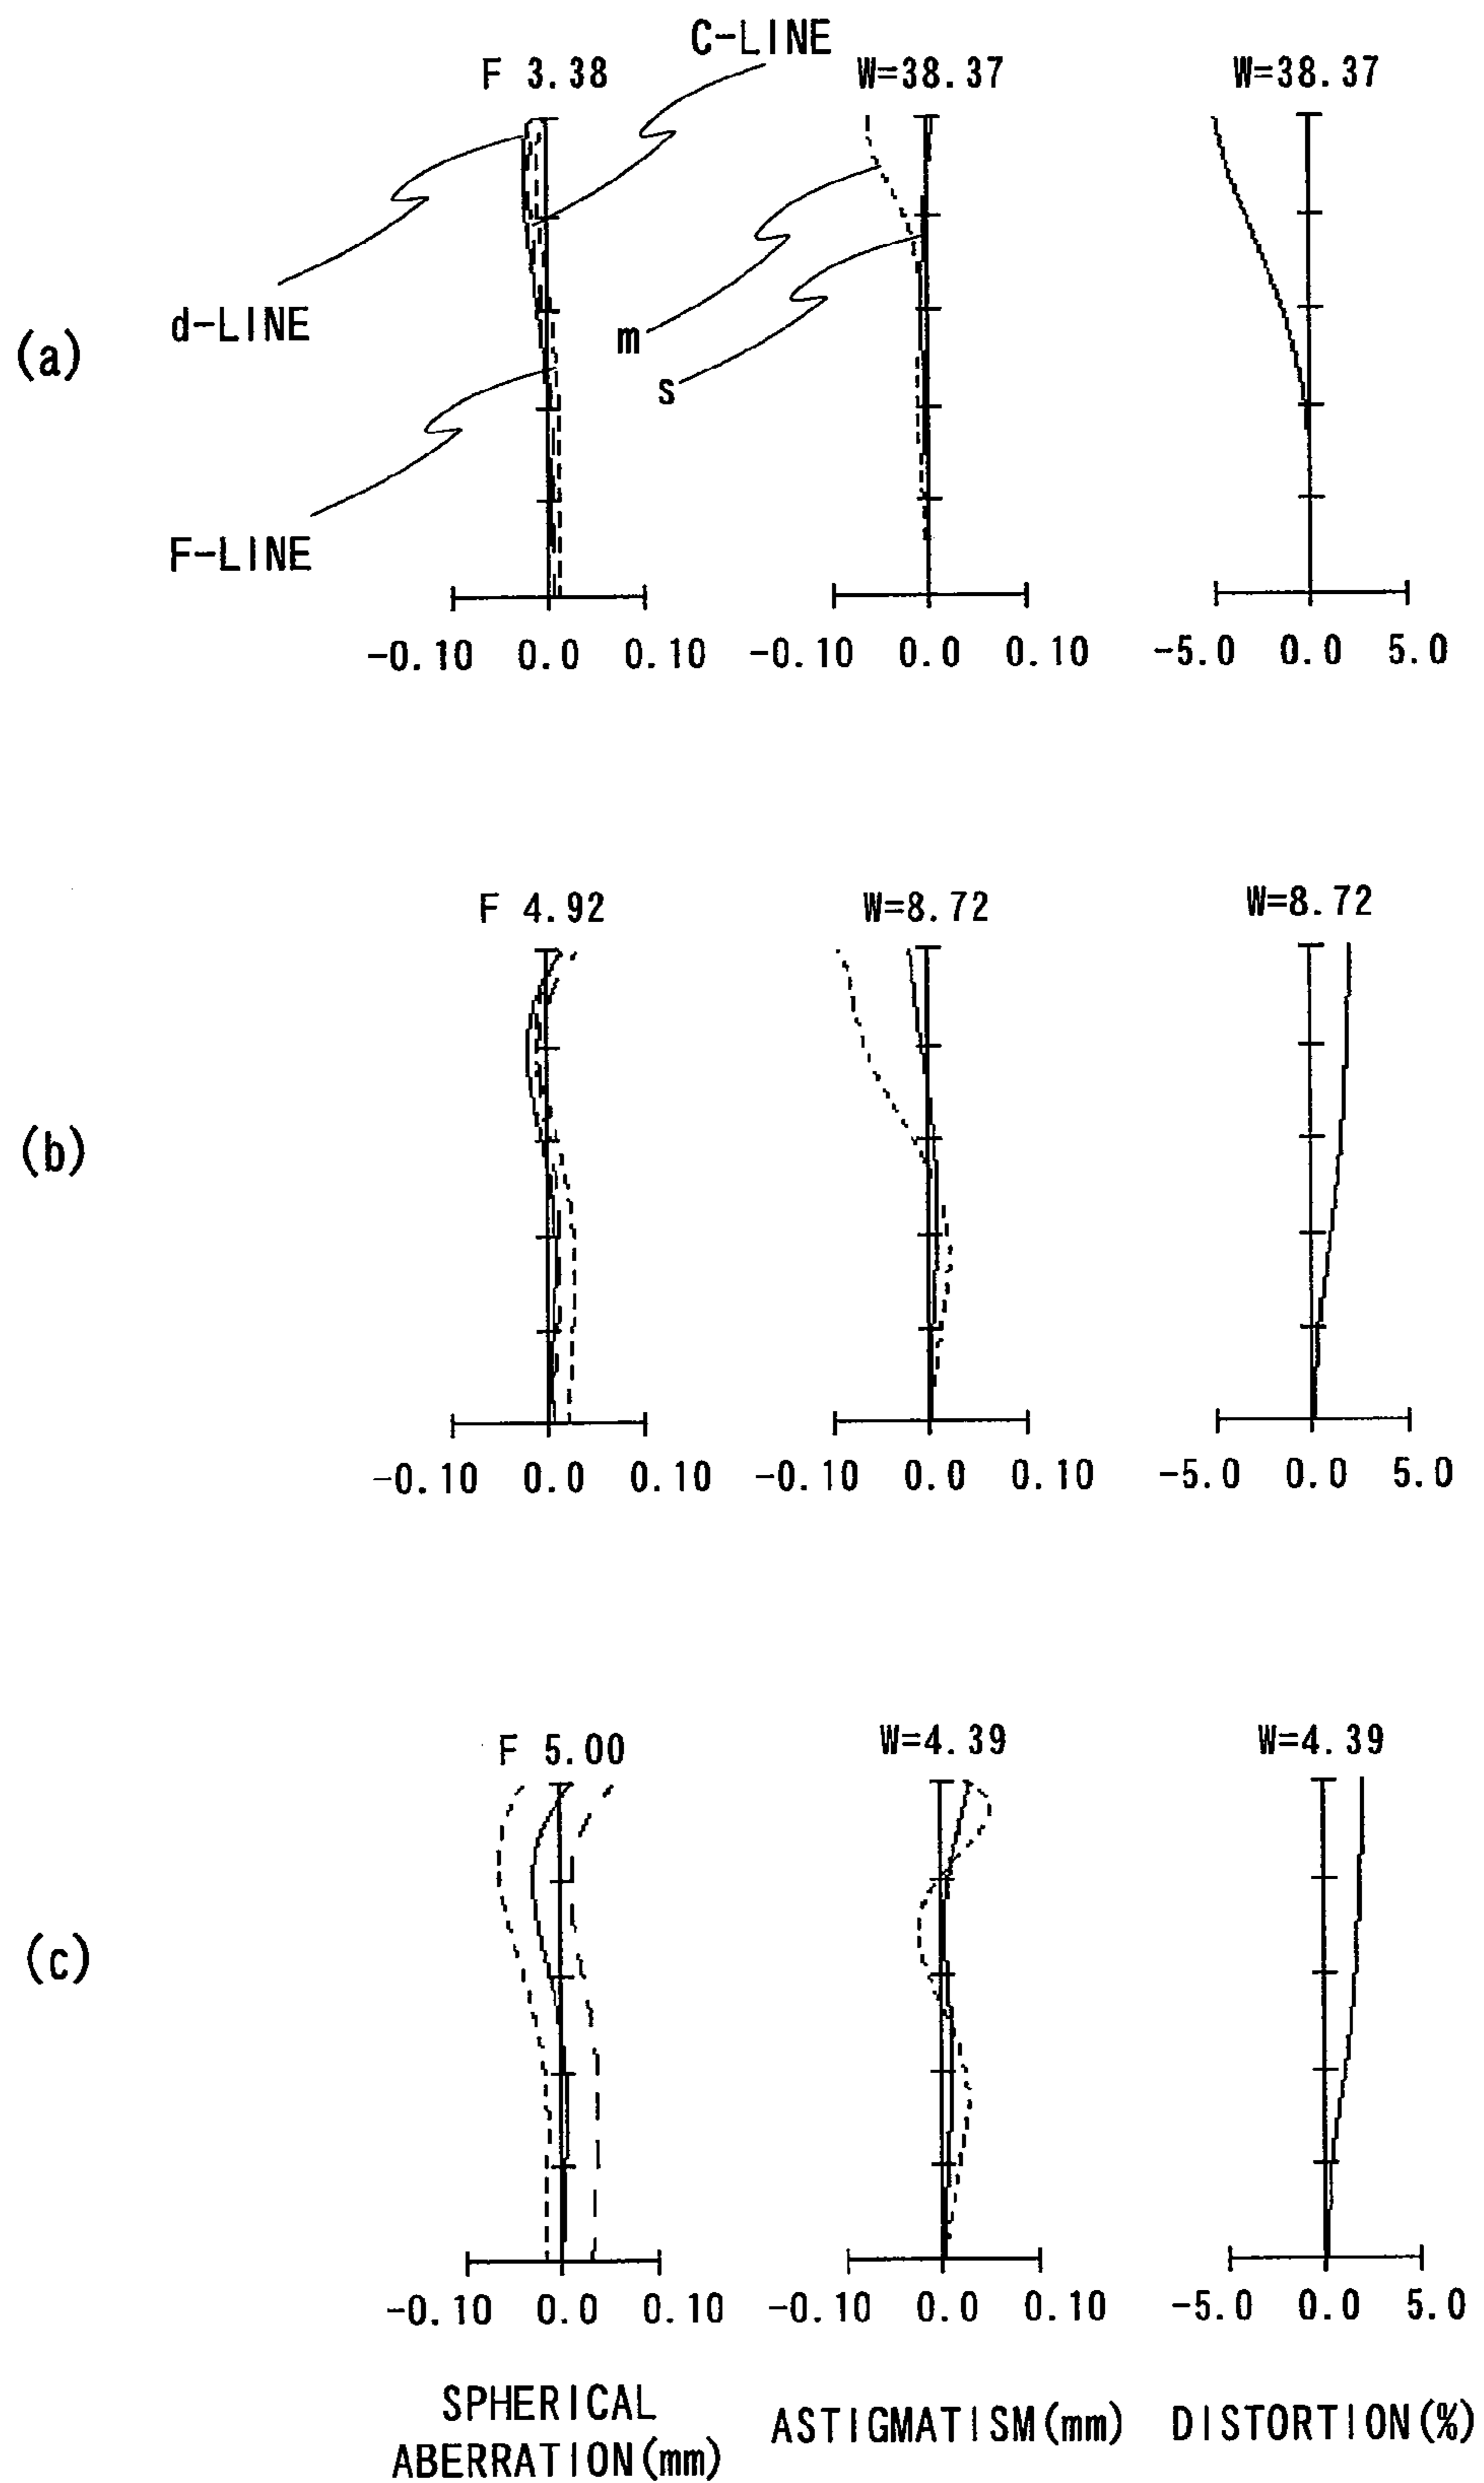 C-LINE
F 3.38
W=38.37
W=38.37
d-LINE
(a)
m
s
F-LINE
-0.10 0.0 0.10
-0.10 0.0 0.10
-5.0 0.0 5.0
F 4.92
W=8.72
W=8.72
(b)
-0.10 0.0 0.10
-0.10 0.0 0.10
-5.0 0.0 5.0
F 5.00
W=4.39
W=4.39
(c)
-0.10 0.0 0.10
-0.10 0.0 0.10
-5.0 0.0 5.0
SPHERICAL
ABERRATION(mm)
ASTIGMATISM(mm)
DISTORTION(%)